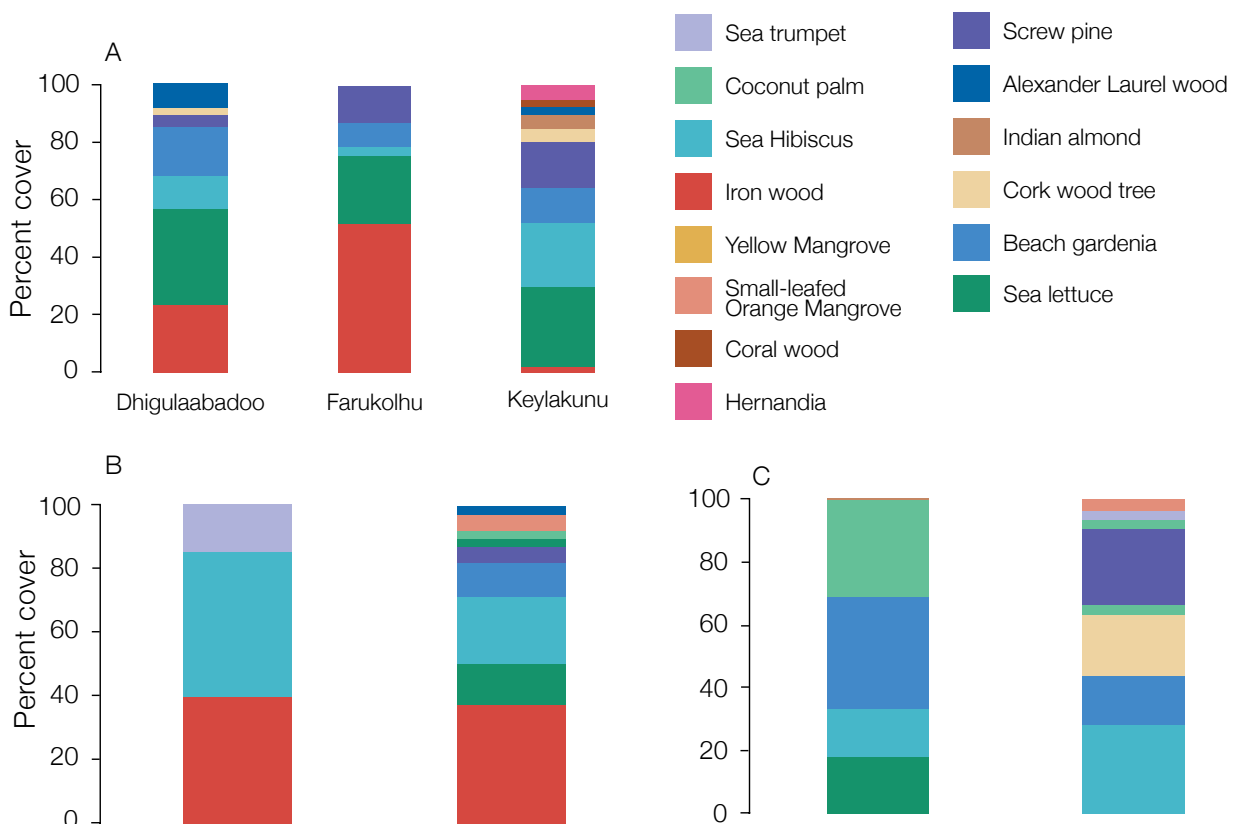 A
Percent cover
100
80
60
40
20
0
Dhigulaabadoo
Farukolhu
Keylakunu
Sea trumpet
Coconut palm
Sea Hibiscus
Iron wood
Yellow Mangrove
Small-leafed
Orange Mangrove
Coral wood
Hernandia
Screw pine
Alexander Laurel wood
Indian almond
Cork wood tree
Beach gardenia
Sea lettuce
B
Percent cover
100
80
60
40
20
0
C
100
80
60
40
20
0